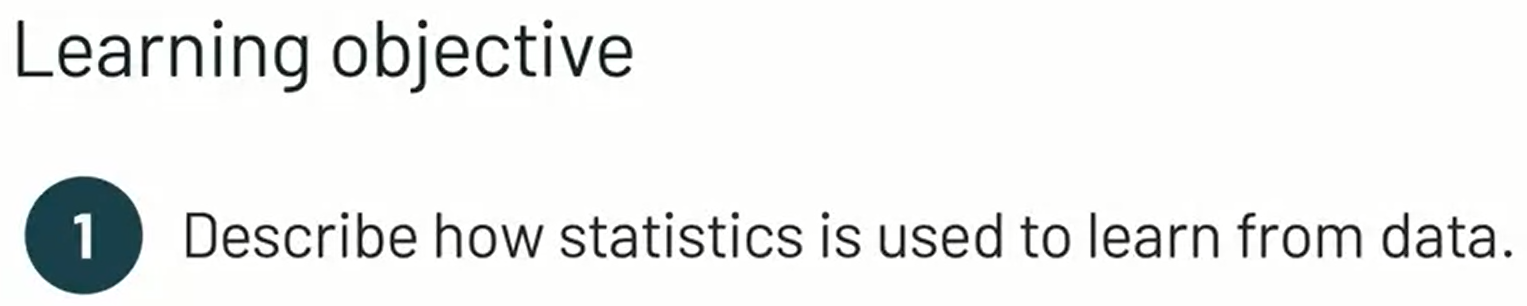 Learning objective
1 Describe how statistics is used to learn from data.